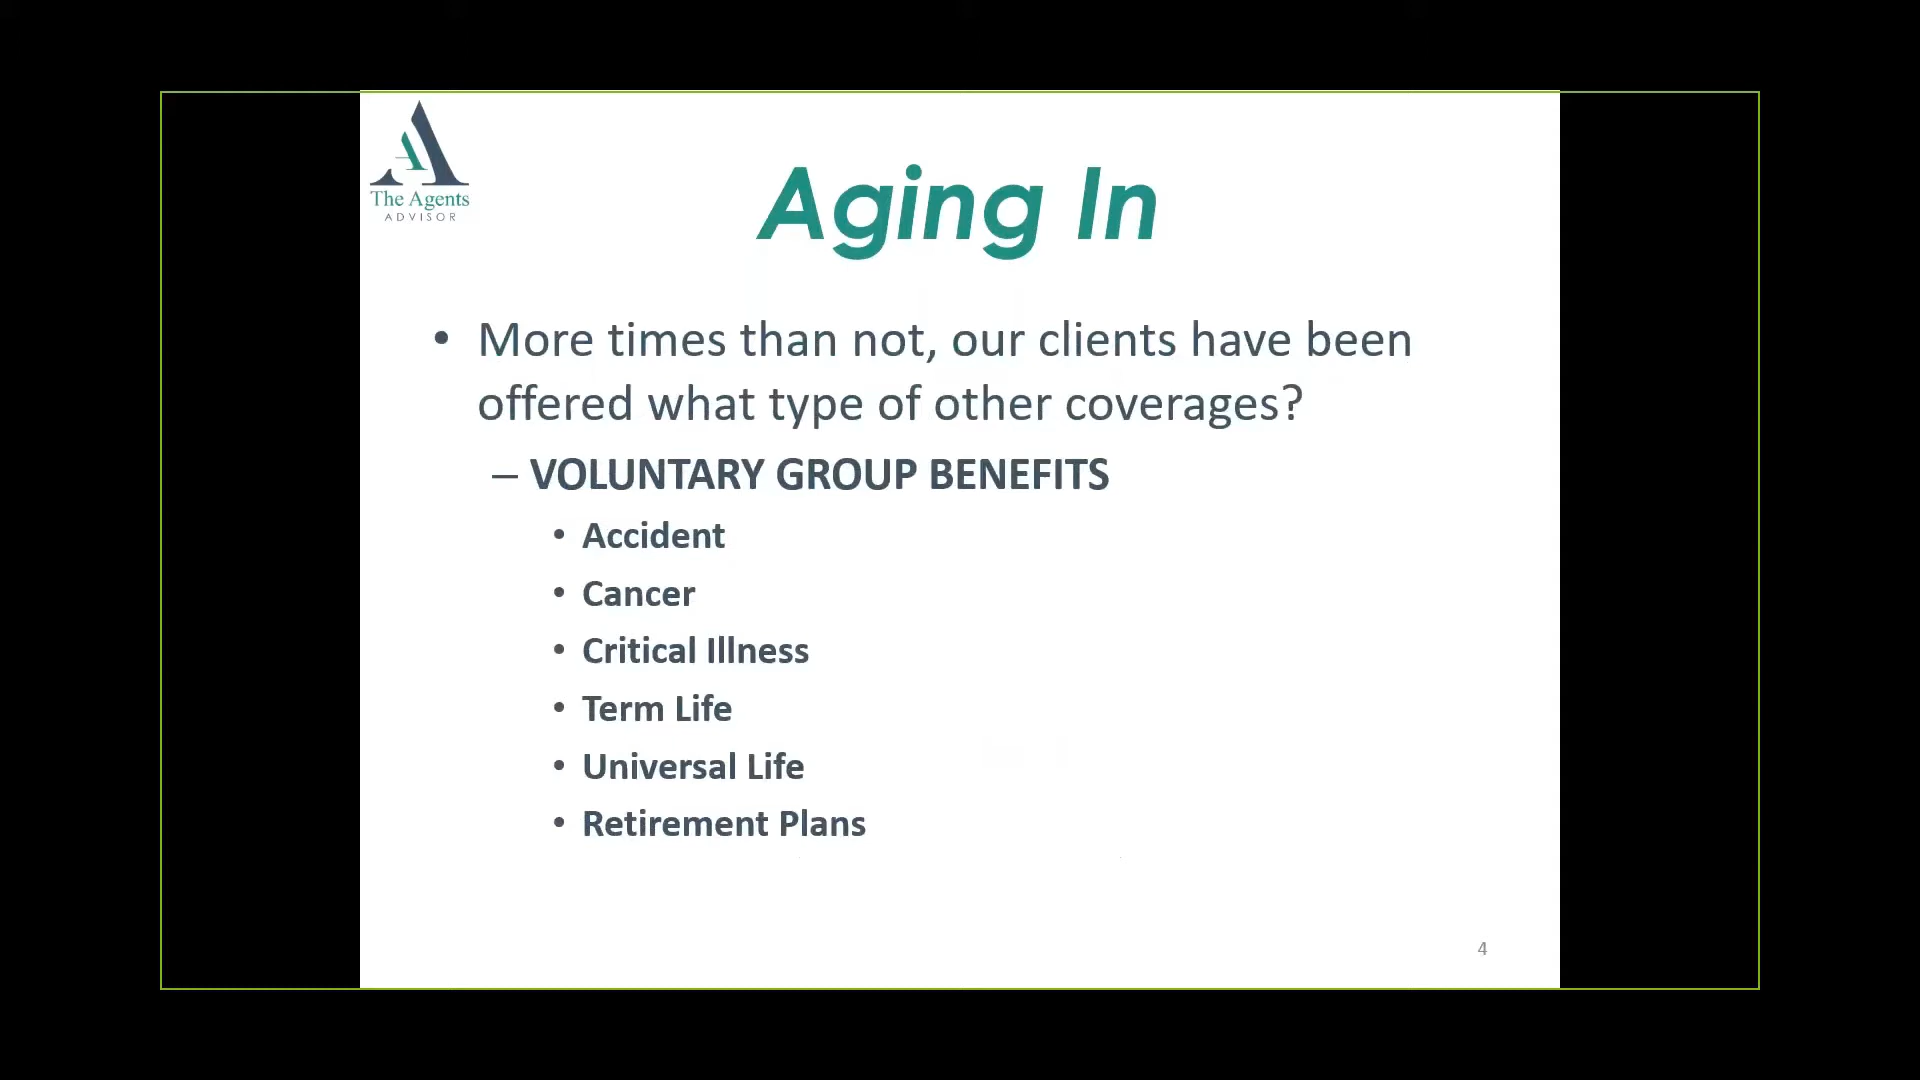 The Agents
ADVISOR
Aging In
• More times than not, our clients have been
offered what type of other coverages?
– VOLUNTARY GROUP BENEFITS
• Accident
• Cancer
• Critical Illness
• Term Life
• Universal Life
• Retirement Plans
4